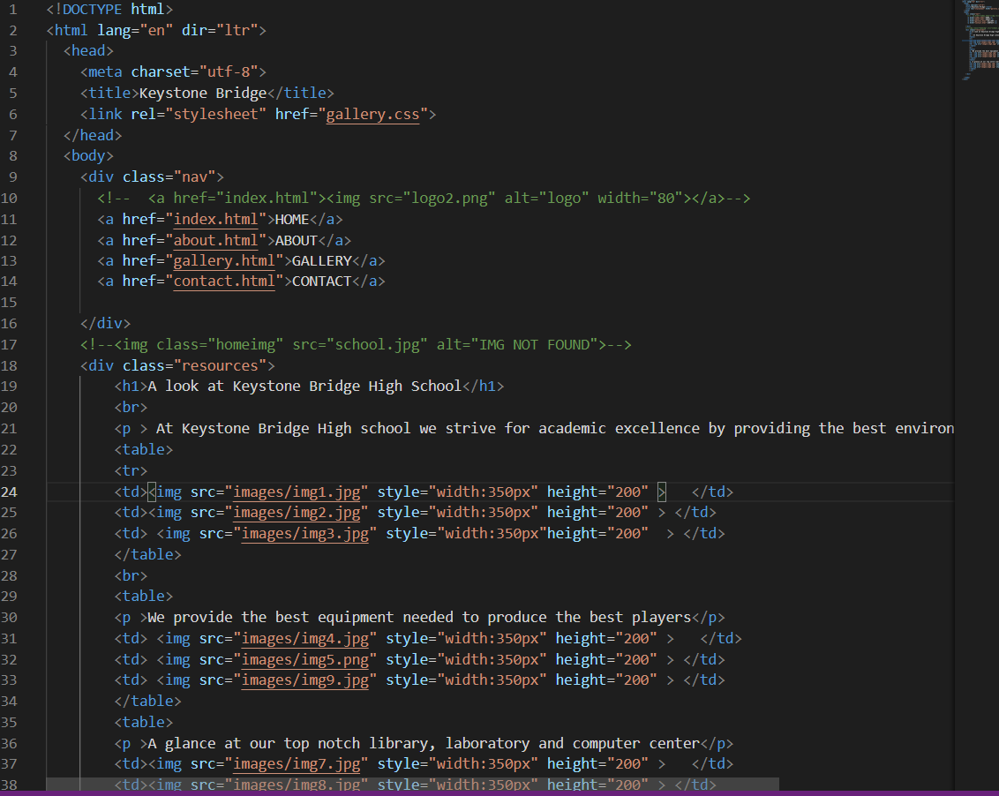 1 <!DOCTYPE html>
2 <html lang="en" dir="ltr">
3 <head>
4 <meta charset="utf-8">
5 <title>Keystone Bridge</title>
6 <link rel="stylesheet" href="gallery.css">
7 </head>
8 <body>
9 <div class="nav">
10 <!--  <a href="index.html"><img src="logo2.png" alt="logo" width="80"></a>-->
11 <a href="index.html">HOME</a>
12 <a href="about.html">ABOUT</a>
13 <a href="gallery.html">GALLERY</a>
14 <a href="contact.html">CONTACT</a>
15
16 </div>
17 <!--<img class="homeimg" src="school.jpg" alt="IMG NOT FOUND">-->
18 <div class="resources">
19 <h1>A look at Keystone Bridge High School</h1>
20 <br>
21 <p > At Keystone Bridge High school we strive for academic excellence by providing the best environ
22 <table>
23 <tr>
24 <td><img src="images/img1.jpg" style="width:350px" height="200" >   </td>
25 <td><img src="images/img2.jpg" style="width:350px" height="200" > </td>
26 <td> <img src="images/img3.jpg" style="width:350px"height="200"  > </td>
27 </table>
28 <br>
29 <table>
30 <p >We provide the best equipment needed to produce the best players</p>
31 <td> <img src="images/img4.jpg" style="width:350px" height="200" >   </td>
32 <td> <img src="images/img5.png" style="width:350px" height="200" > </td>
33 <td> <img src="images/img9.jpg" style="width:350px" height="200" > </td>
34 </table>
35 <table>
36 <p >A glance at our top notch library, laboratory and computer center</p>
37 <td><img src="images/img7.jpg" style="width:350px" height="200" >   </td>
38 <td><img src="images/img8.jpg" style="width:350px" height="200" > </td>